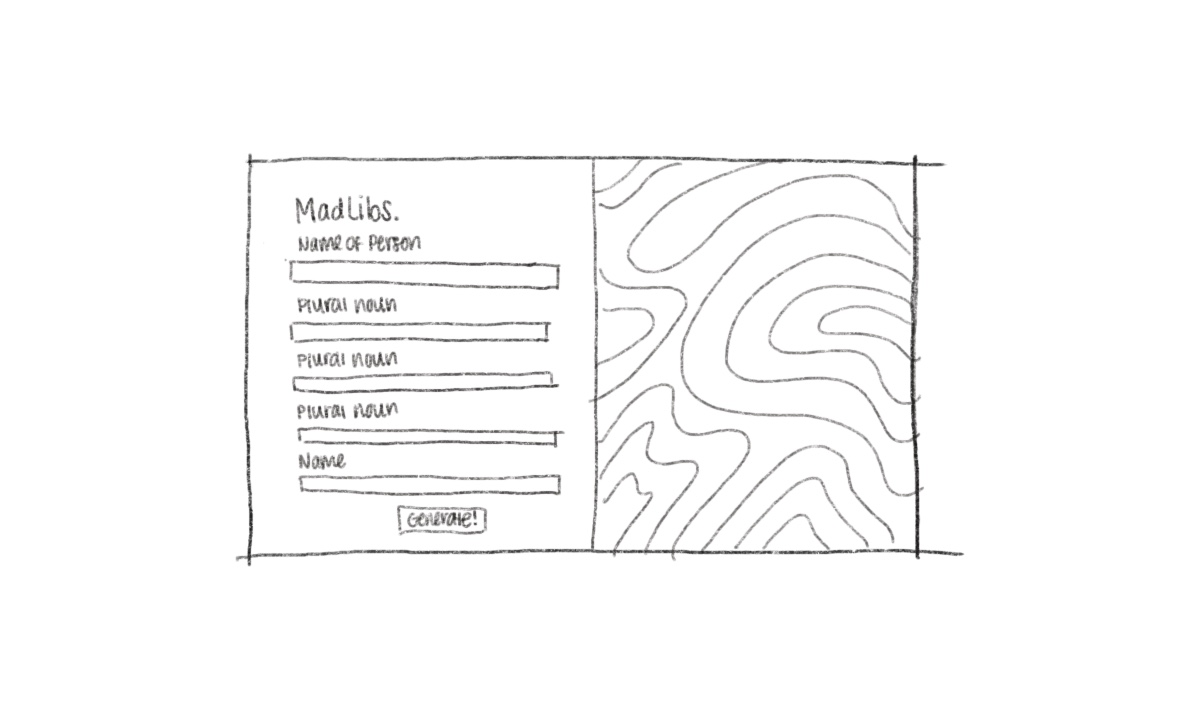 MadLibs.
Name of Person
Plural noun
Plural noun
Plural noun
Name
Generate!